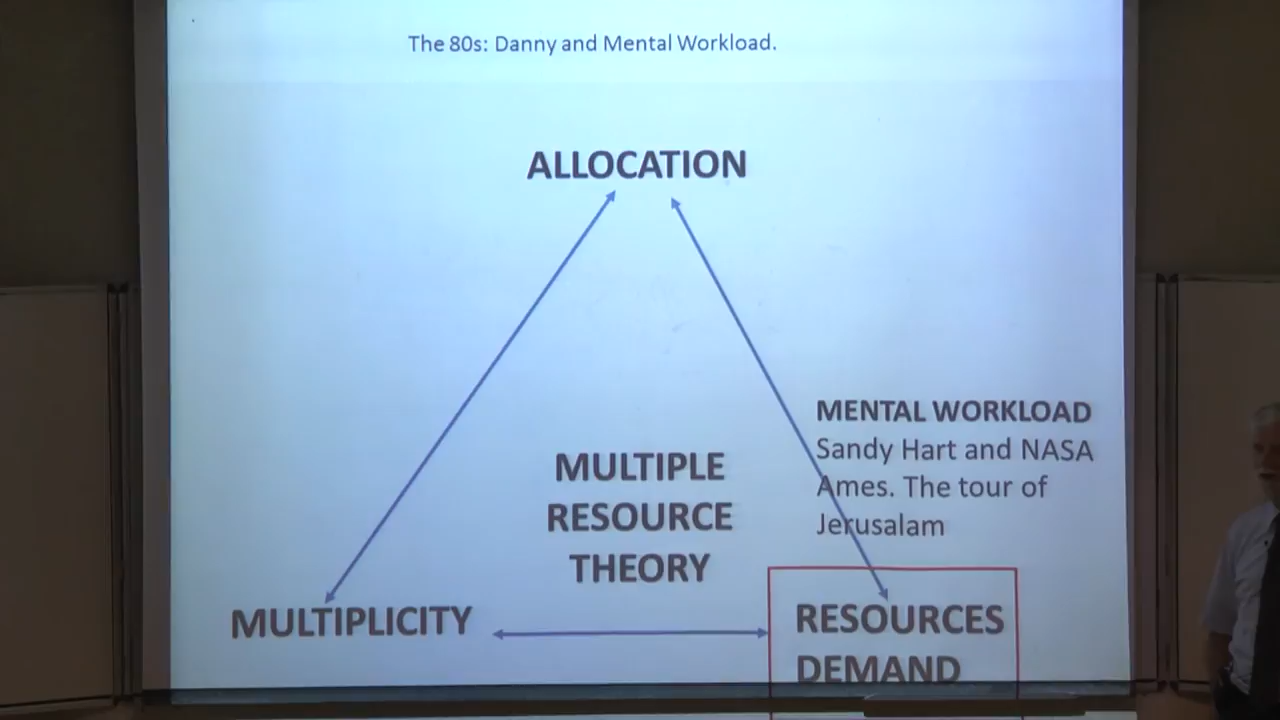 The 80s: Danny and Mental Workload.
ALLOCATION
MENTAL WORKLOAD
Sandy Hart and NASA
Ames. The tour of
Jerusalam
MULTIPLE
RESOURCE
THEORY
MULTIPLICITY
RESOURCES
DEMAND